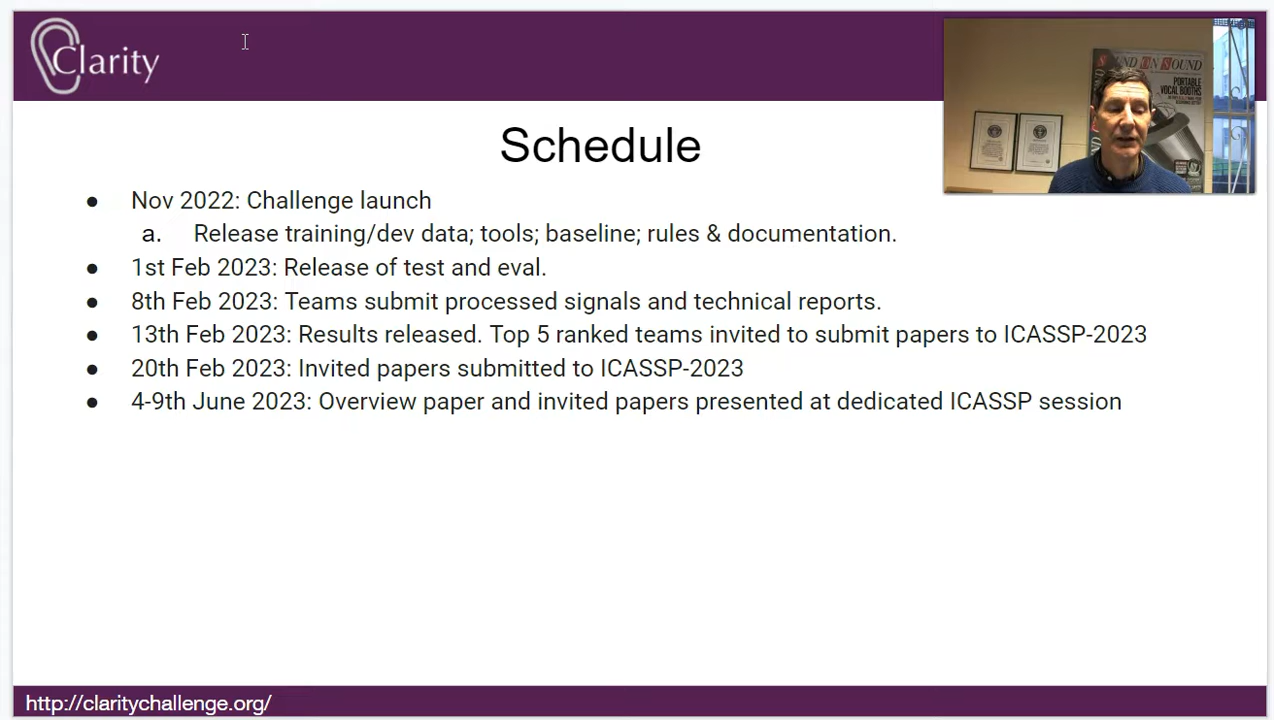 Clarity
SOUND ON SOUND
PORTABLE
VOCAL BOOTHS
Schedule
● Nov 2022: Challenge launch
a. Release training/dev data; tools; baseline; rules & documentation.
● 1st Feb 2023: Release of test and eval.
● 8th Feb 2023: Teams submit processed signals and technical reports.
● 13th Feb 2023: Results released. Top 5 ranked teams invited to submit papers to ICASSP-2023
● 20th Feb 2023: Invited papers submitted to ICASSP-2023
● 4-9th June 2023: Overview paper and invited papers presented at dedicated ICASSP session
http://claritychallenge.org/